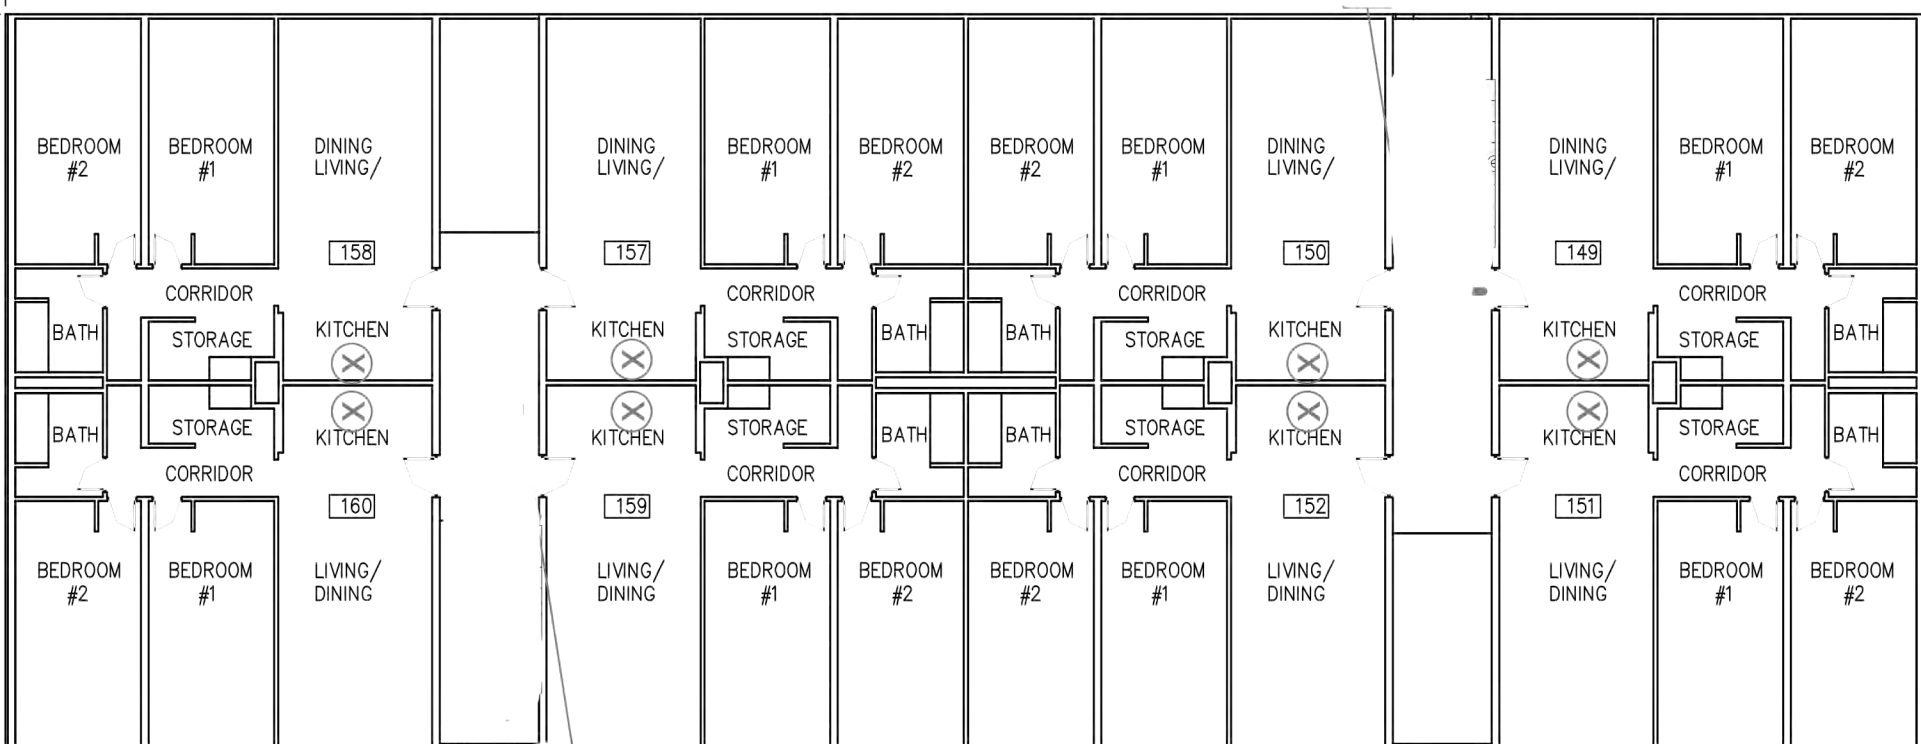 BEDROOM
#2
BEDROOM
#1
DINING
LIVING/
DINING
LIVING/
BEDROOM
#1
BEDROOM
#2
BEDROOM
#2
BEDROOM
#1
DINING
LIVING/
DINING
LIVING/
BEDROOM
#1
BEDROOM
#2
158
157
150
149
CORRIDOR
CORRIDOR
CORRIDOR
CORRIDOR
BATH
STORAGE
KITCHEN
KITCHEN
STORAGE
BATH
BATH
STORAGE
KITCHEN
KITCHEN
STORAGE
BATH
X
X
X
X
X
X
X
X
BATH
STORAGE
KITCHEN
KITCHEN
STORAGE
BATH
BATH
STORAGE
KITCHEN
KITCHEN
STORAGE
BATH
CORRIDOR
CORRIDOR
CORRIDOR
CORRIDOR
160
159
152
151
BEDROOM
#2
BEDROOM
#1
LIVING/
DINING
LIVING/
DINING
BEDROOM
#1
BEDROOM
#2
BEDROOM
#2
BEDROOM
#1
LIVING/
DINING
LIVING/
DINING
BEDROOM
#1
BEDROOM
#2